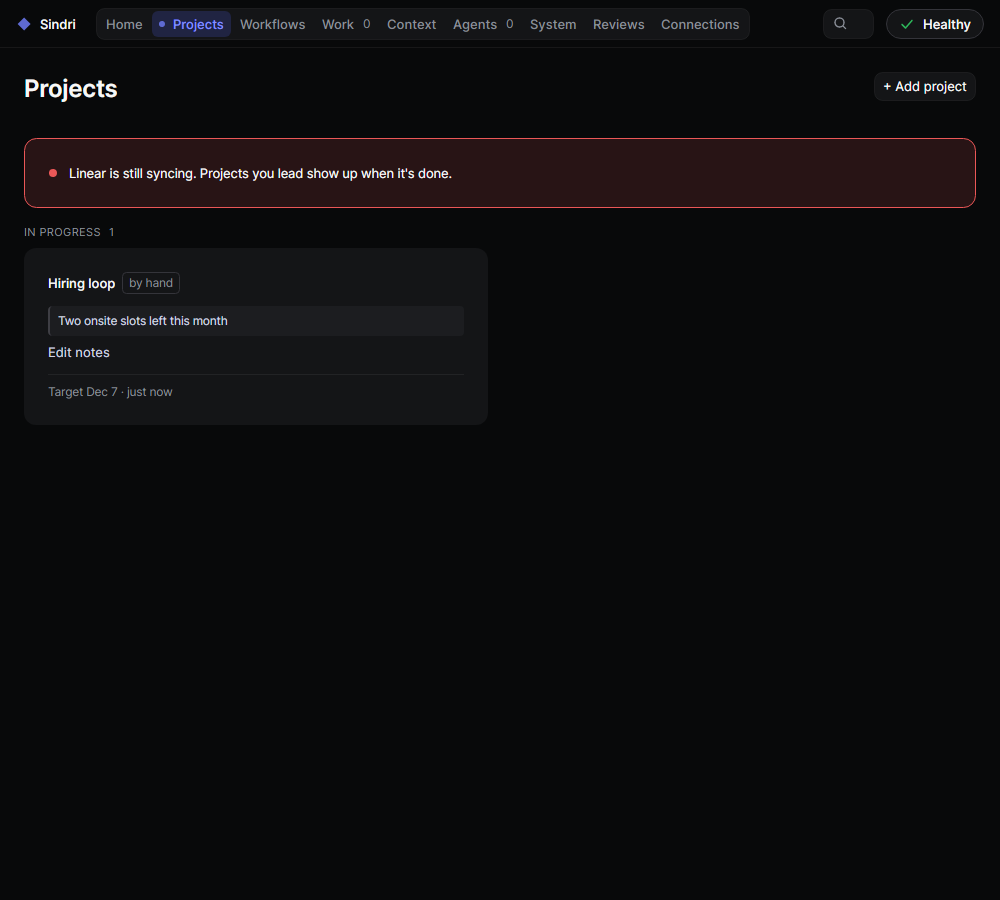 Sindri Home Projects Workflows Work 0 Context Agents 0 System Reviews Connections Healthy
Projects
+ Add project
Linear is still syncing. Projects you lead show up when it's done.
IN PROGRESS 1
Hiring loop by hand
Two onsite slots left this month
Edit notes
Target Dec 7 · just now